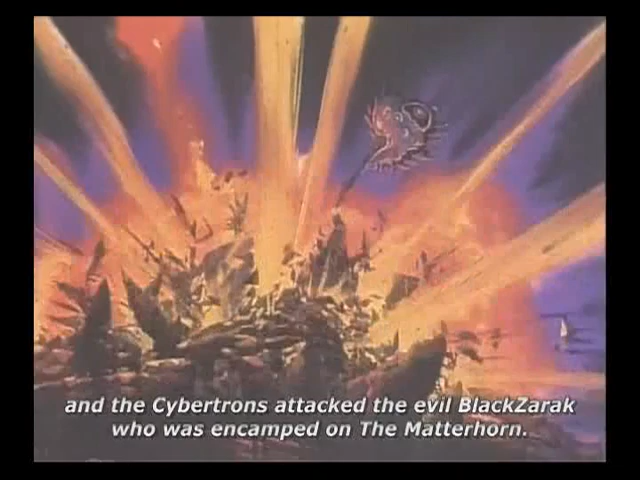 and the Cybertrons attacked the evil BlackZarak
who was encamped on The Matterhorn.